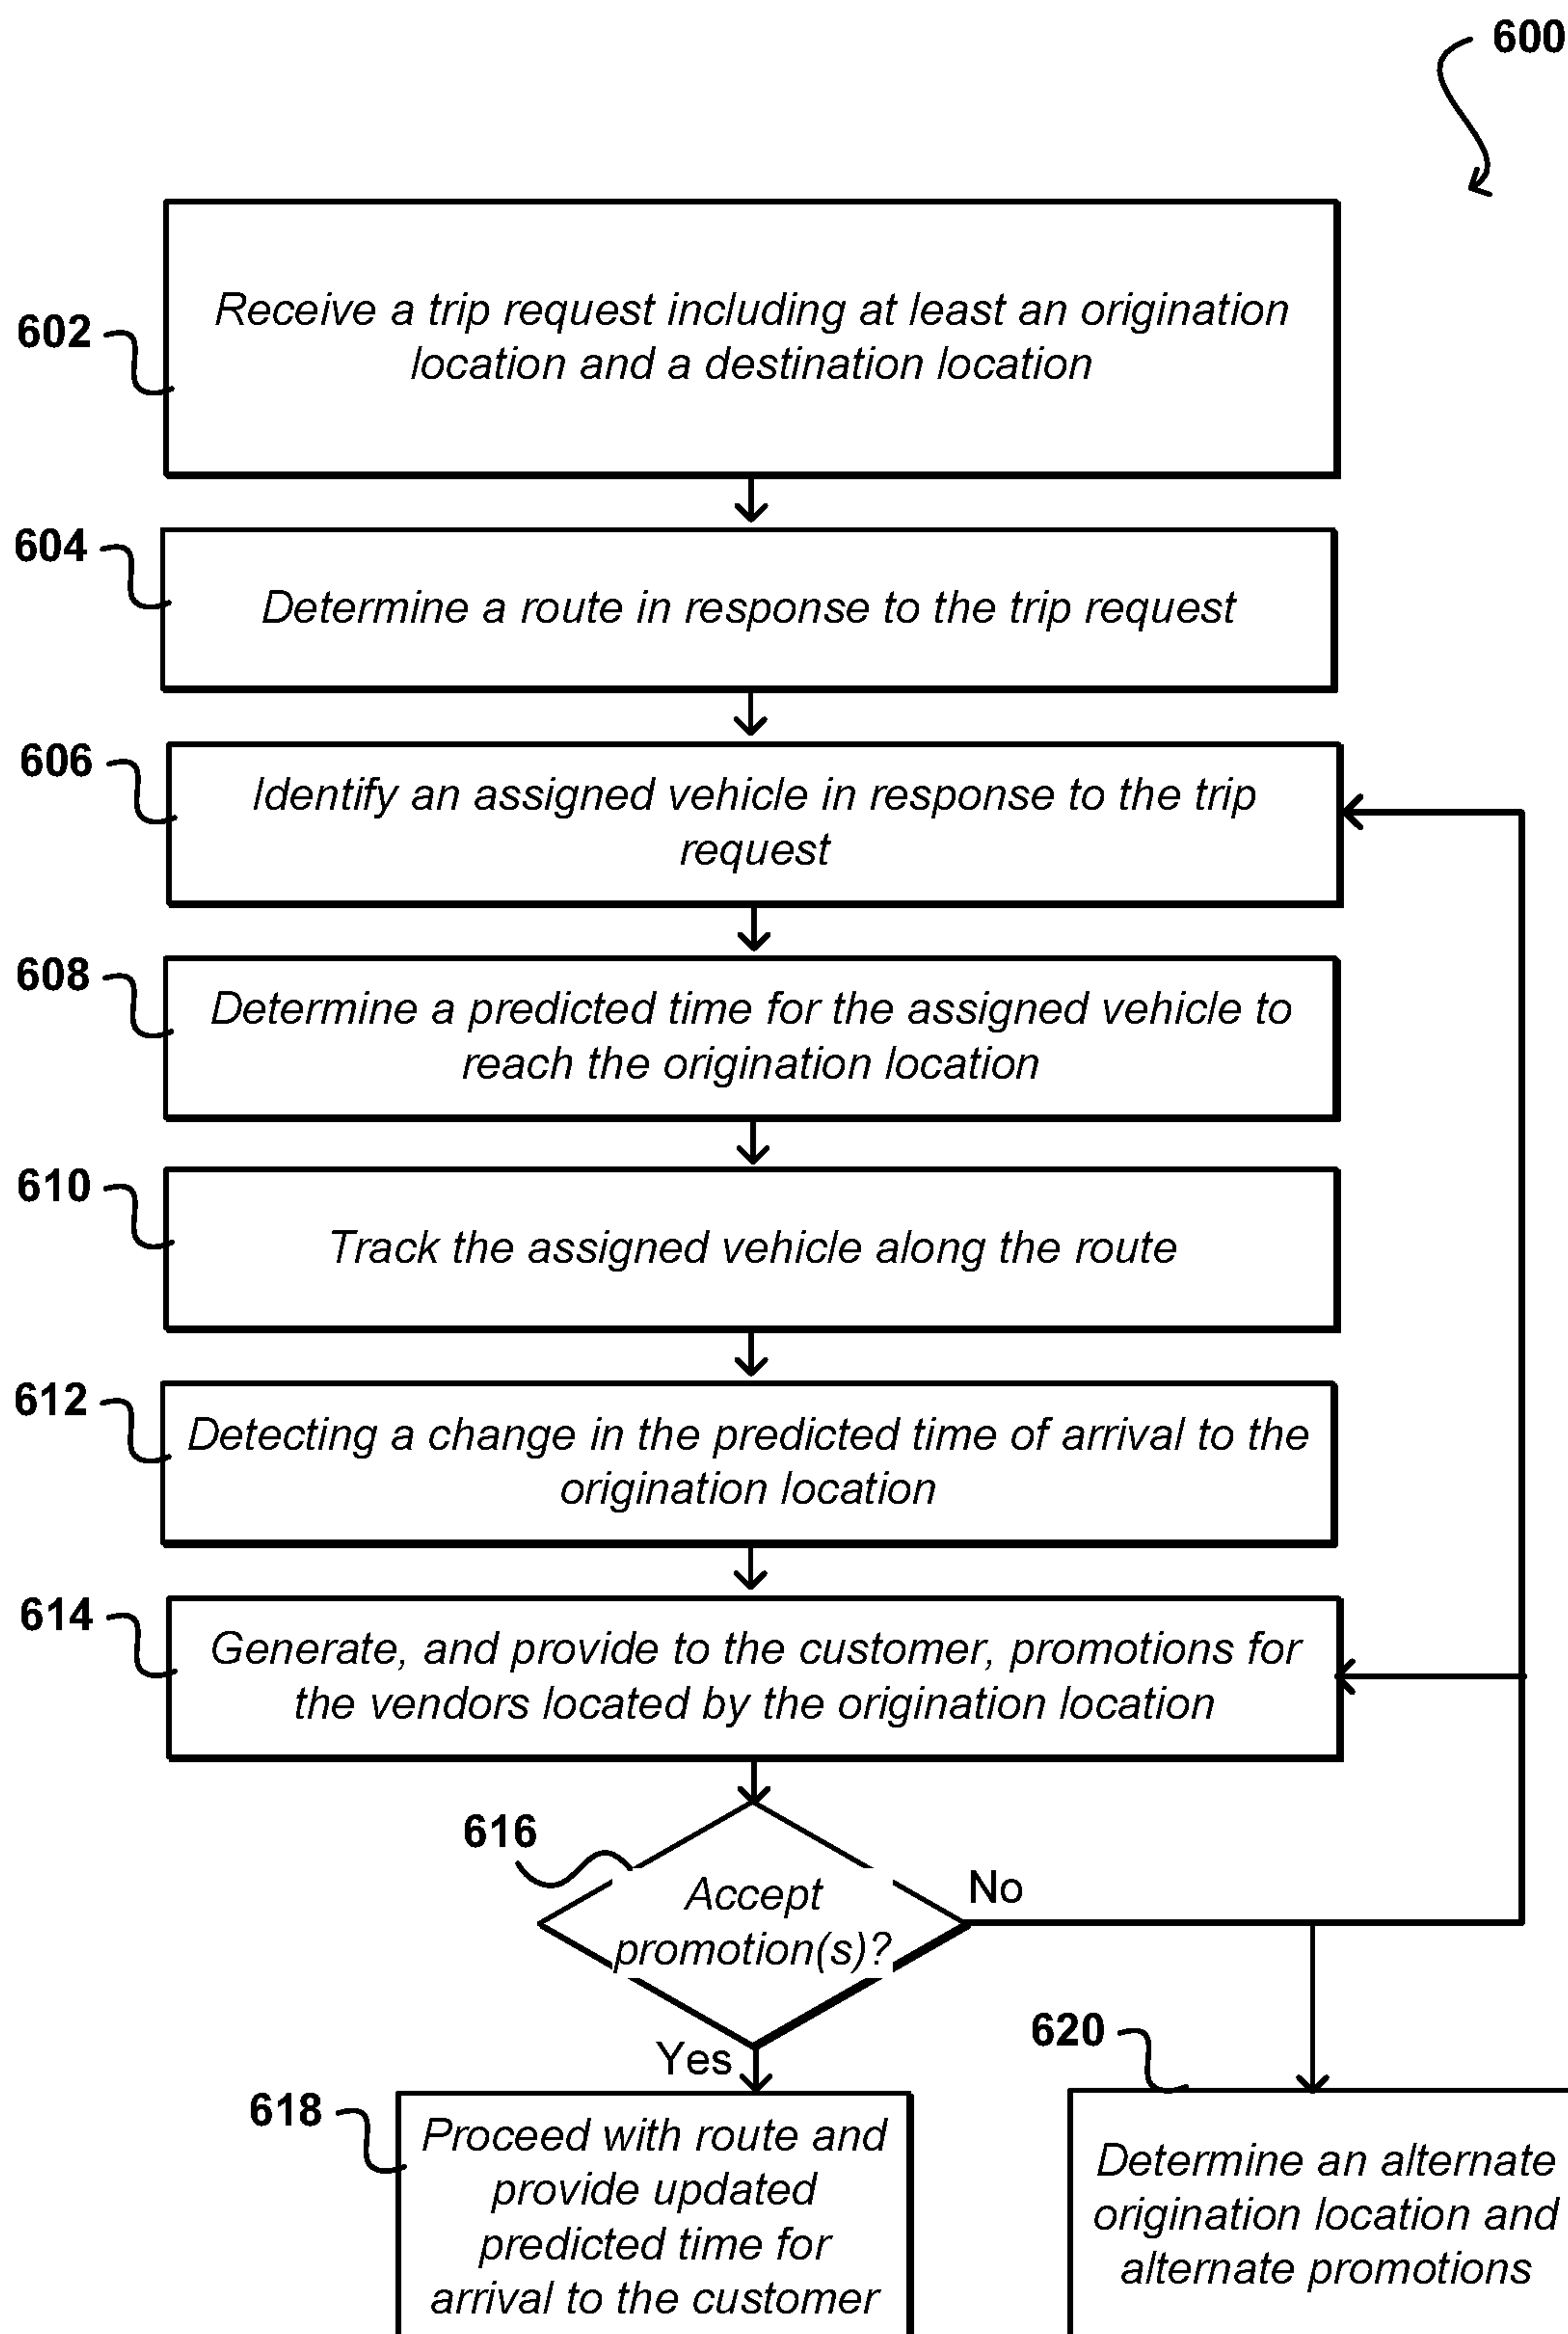 600
602
Receive a trip request including at least an origination
location and a destination location
604
Determine a route in response to the trip request
606
Identify an assigned vehicle in response to the trip
request
608
Determine a predicted time for the assigned vehicle to
reach the origination location
610
Track the assigned vehicle along the route
612
Detecting a change in the predicted time of arrival to the
origination location
614
Generate, and provide to the customer, promotions for
the vendors located by the origination location
616
Accept
promotion(s)?
No
Yes
618
Proceed with route and
provide updated
predicted time for
arrival to the customer
620
Determine an alternate
origination location and
alternate promotions